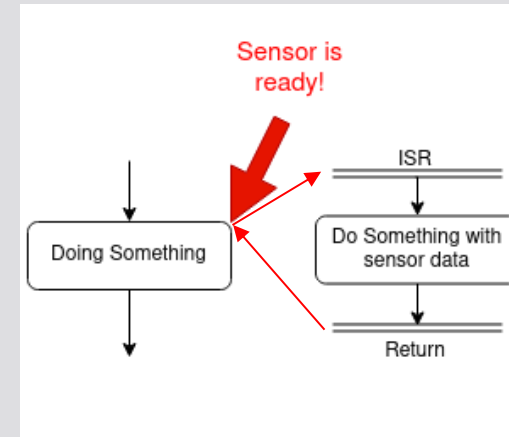 Sensor is
ready!
ISR
Doing Something
Do Something with
sensor data
Return